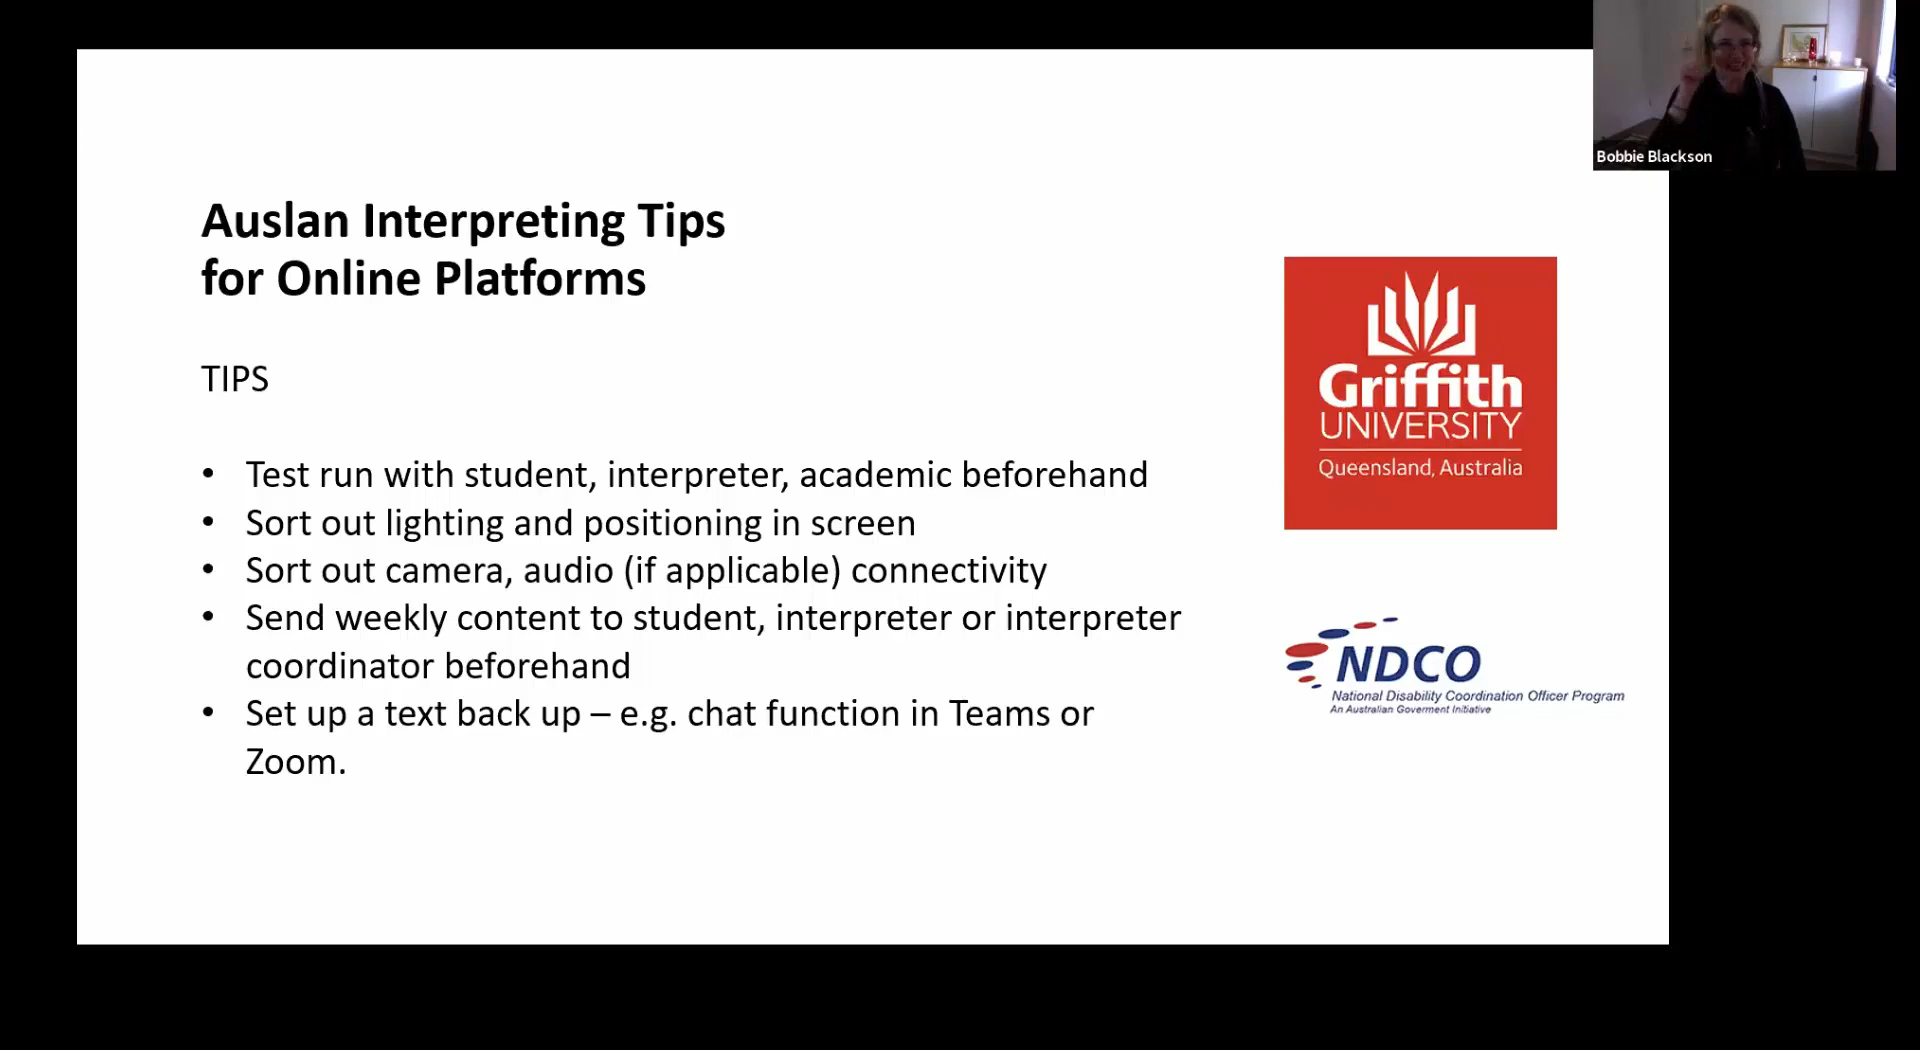 Bobbie Blackson
Auslan Interpreting Tips
for Online Platforms
TIPS
• Test run with student, interpreter, academic beforehand
• Sort out lighting and positioning in screen
• Sort out camera, audio (if applicable) connectivity
• Send weekly content to student, interpreter or interpreter
coordinator beforehand
• Set up a text back up – e.g. chat function in Teams or
Zoom.
Griffith
UNIVERSITY
Queensland, Australia
NDCO
National Disability Coordination Officer Program
An Australian Goverment Initiative